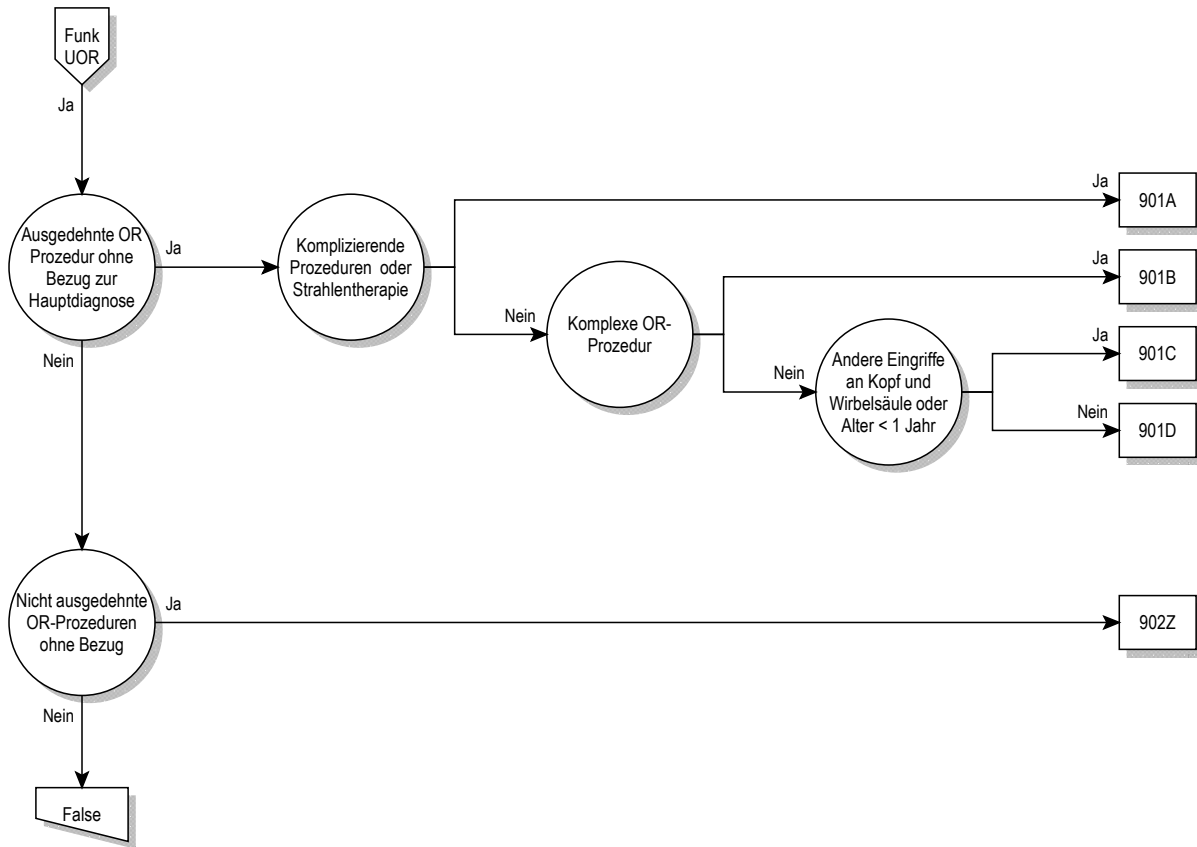 Funk
UOR
Ja
Ausgedehnte OR
Prozedur ohne
Bezug zur
Hauptdiagnose
Ja
Komplizierende
Prozeduren oder
Strahlentherapie
Ja
901A
Nein
Komplexe OR-
Prozedur
Ja
901B
Nein
Andere Eingriffe
an Kopf und
Wirbelsäule oder
Alter < 1 Jahr
Ja
901C
Nein
901D
Nein
Nicht ausgedehnte
OR-Prozeduren
ohne Bezug
Ja
902Z
Nein
False